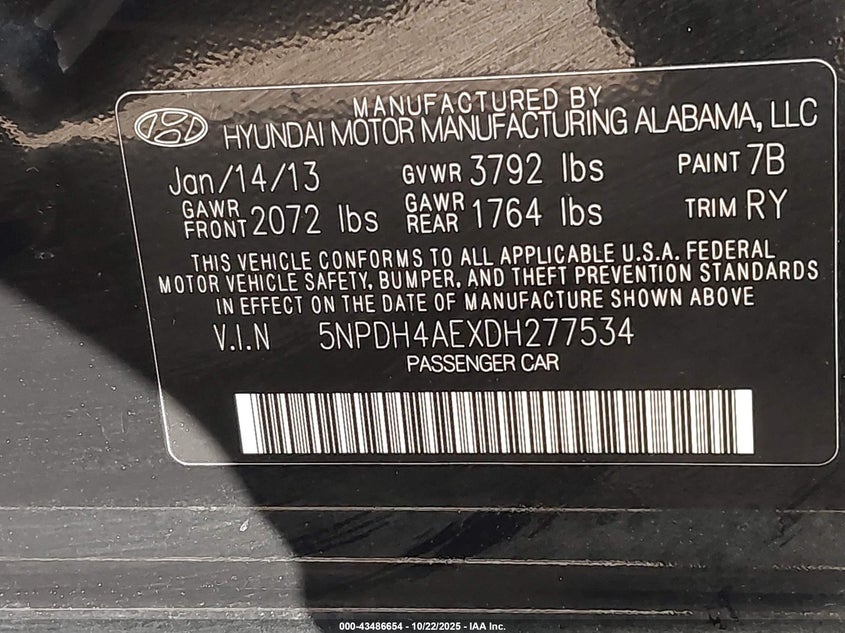 MANUFACTURED BY
HYUNDAI MOTOR MANUFACTURING ALABAMA, LLC
Jan/14/13 GVWR 3792 lbs PAINT 7B
GAWR FRONT 2072 lbs GAWR REAR 1764 lbs TRIM RY
THIS VEHICLE CONFORMS TO ALL APPLICABLE U.S.A. FEDERAL
MOTOR VEHICLE SAFETY, BUMPER, AND THEFT PREVENTION STANDARDS
IN EFFECT ON THE DATE OF MANUFACTURE SHOWN ABOVE
V.I.N 5NPDH4AEXDH277534
PASSENGER CAR
000-43486654 - 10/22/2025 - IAA Inc.